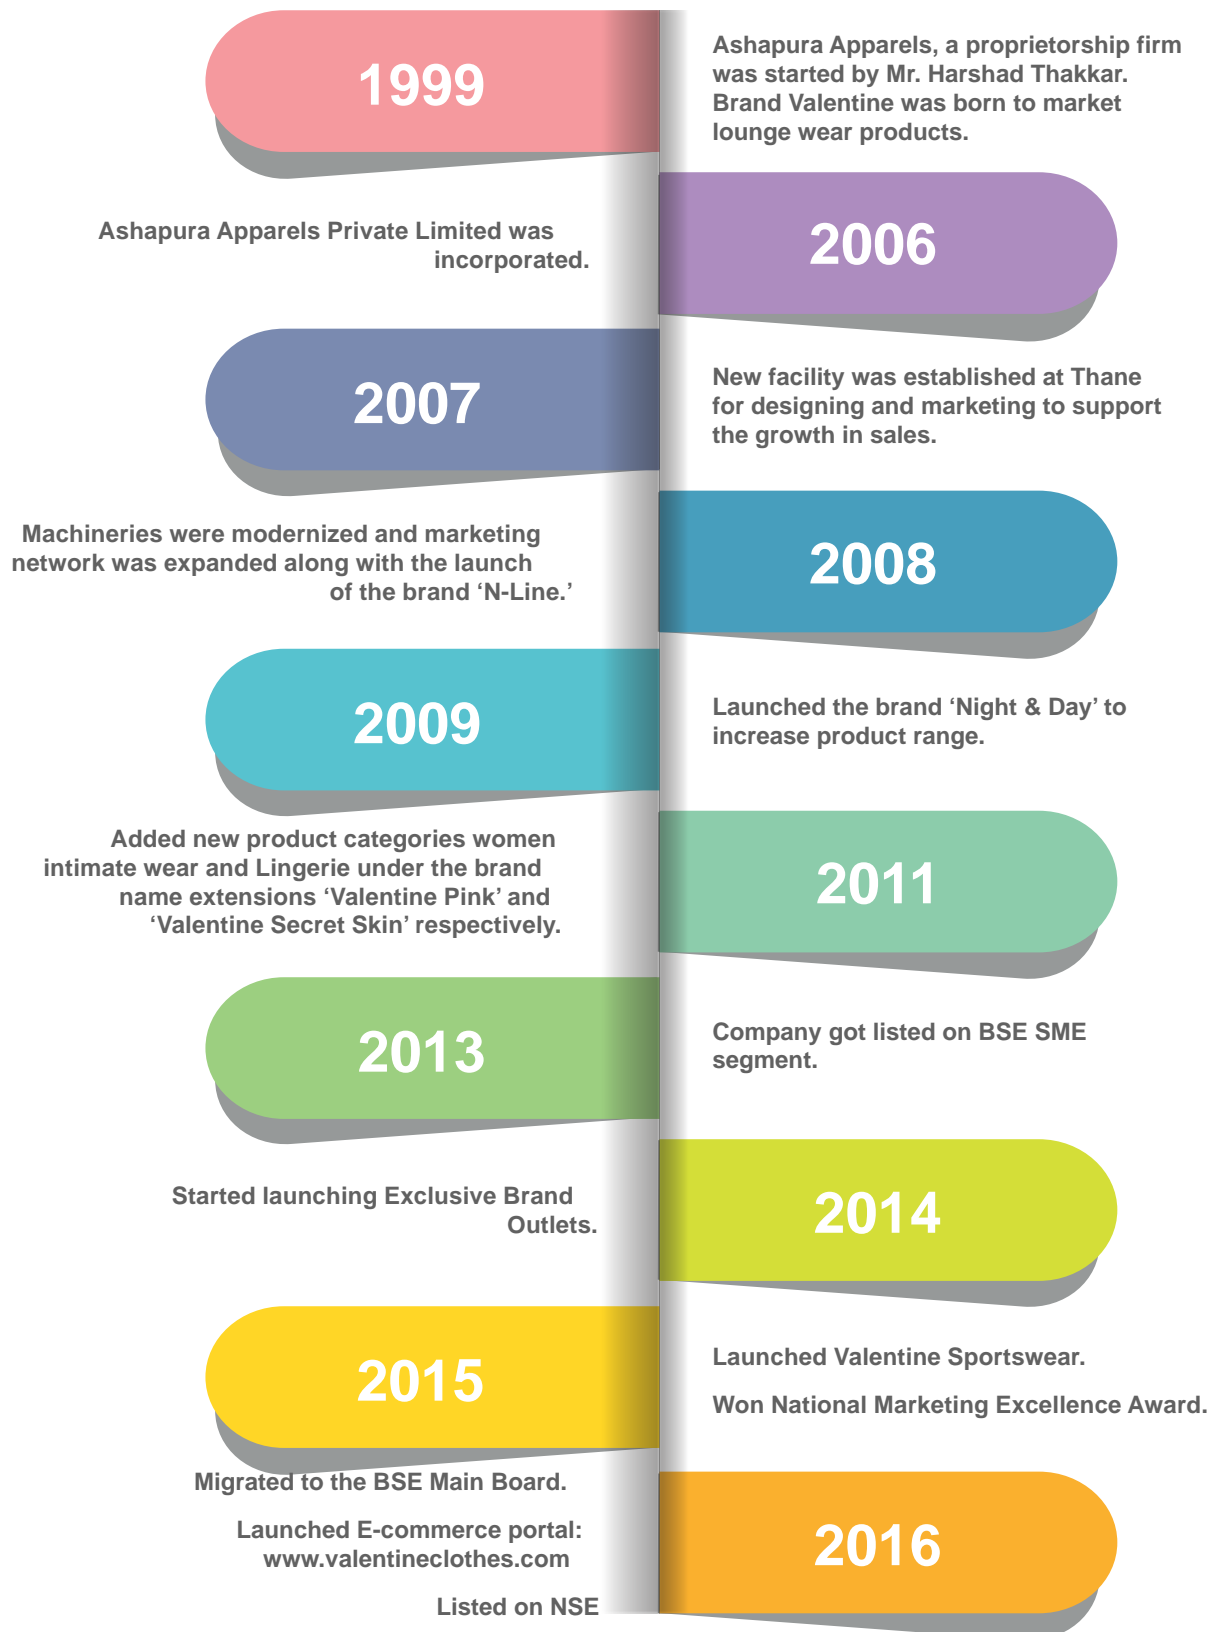 1999
Ashapura Apparels, a proprietorship firm
was started by Mr. Harshad Thakkar.
Brand Valentine was born to market
lounge wear products.
2006
Ashapura Apparels Private Limited was
incorporated.
2007
New facility was established at Thane
for designing and marketing to support
the growth in sales.
2008
Machineries were modernized and marketing
network was expanded along with the launch
of the brand ‘N-Line.’
2009
Launched the brand ‘Night & Day’ to
increase product range.
2011
Added new product categories women
intimate wear and Lingerie under the brand
name extensions ‘Valentine Pink’ and
‘Valentine Secret Skin’ respectively.
2013
Company got listed on BSE SME
segment.
2014
Started launching Exclusive Brand
Outlets.
2015
Launched Valentine Sportswear.
Won National Marketing Excellence Award.
2016
Migrated to the BSE Main Board.
Launched E-commerce portal:
www.valentineclothes.com
Listed on NSE